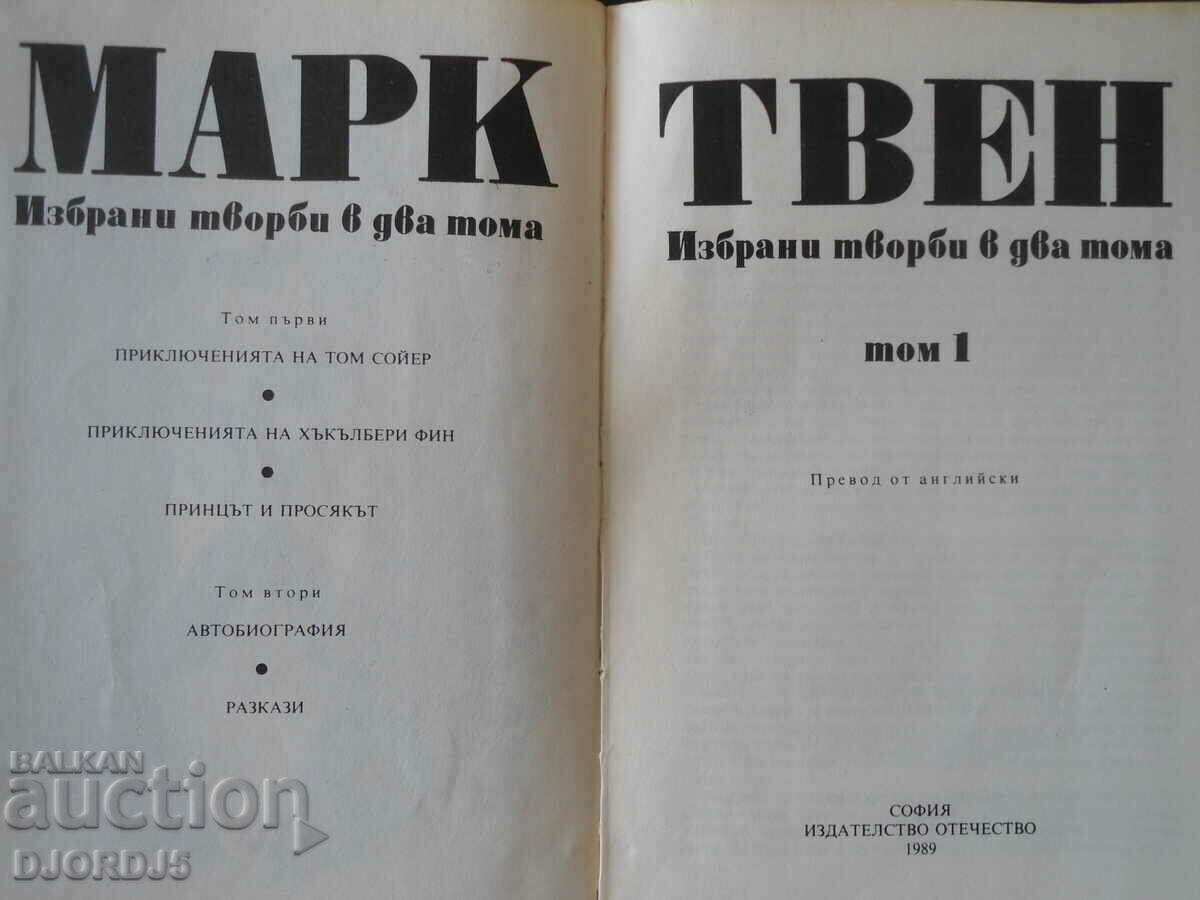 МАРК
Избрани творби в два тома
Том първи
ПРИКЛЮЧЕНИЯТА НА ТОМ СОЙЕР
ПРИКЛЮЧЕНИЯТА НА ХЪКЪЛБЕРИ ФИН
ПРИНЦЪТ И ПРОСЯКЪТ
Том втори
АВТОБИОГРАФИЯ
РАЗКАЗИ
ТВЕН
Избрани творби в два тома
том 1
Превод от английски
СОФИЯ
ИЗДАТЕЛСТВО ОТЕЧЕСТВО
1989
BALKAN
auction
DJORDJ5